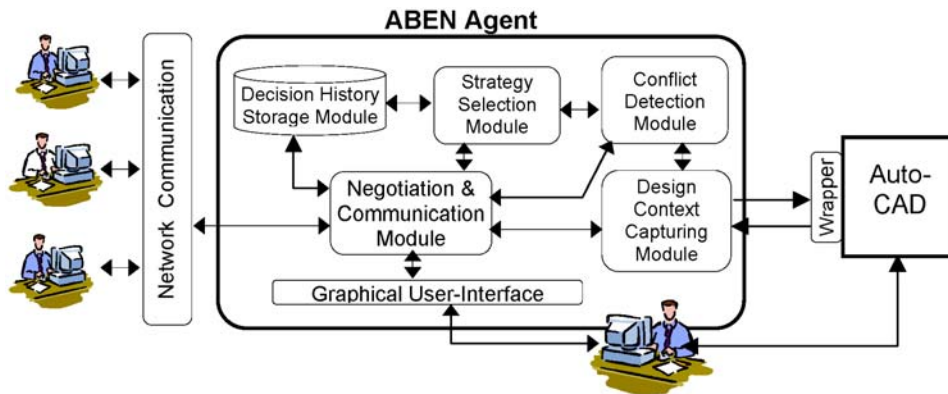 ABEN Agent
Network Communication
Decision History
Storage Module
Strategy
Selection
Module
Conflict
Detection
Module
Negotiation &
Communication
Module
Design
Context
Capturing
Module
Wrapper
Auto-
CAD
Graphical User-Interface